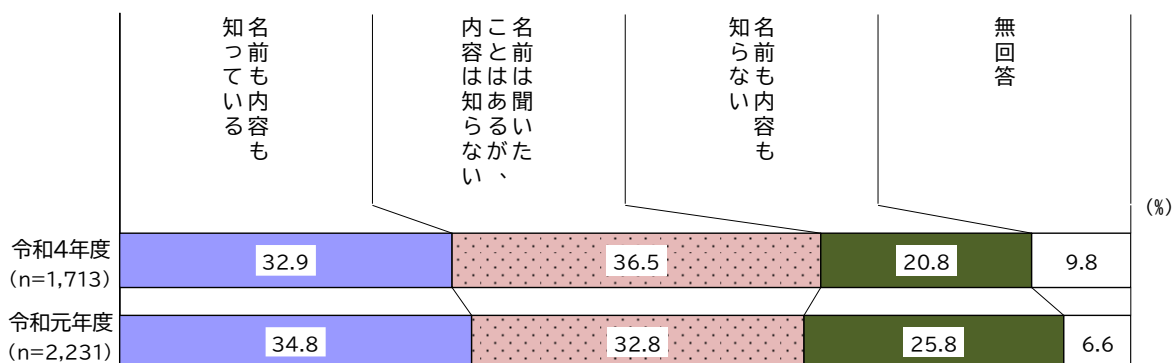 名前も内容も
知っている
名前は聞いた
ことはあるが、
内容は知らない
名前も内容も
知らない
無回答
(%)
令和4年度
(n=1,713)
32.9
36.5
20.8
9.8
令和元年度
(n=2,231)
34.8
32.8
25.8
6.6